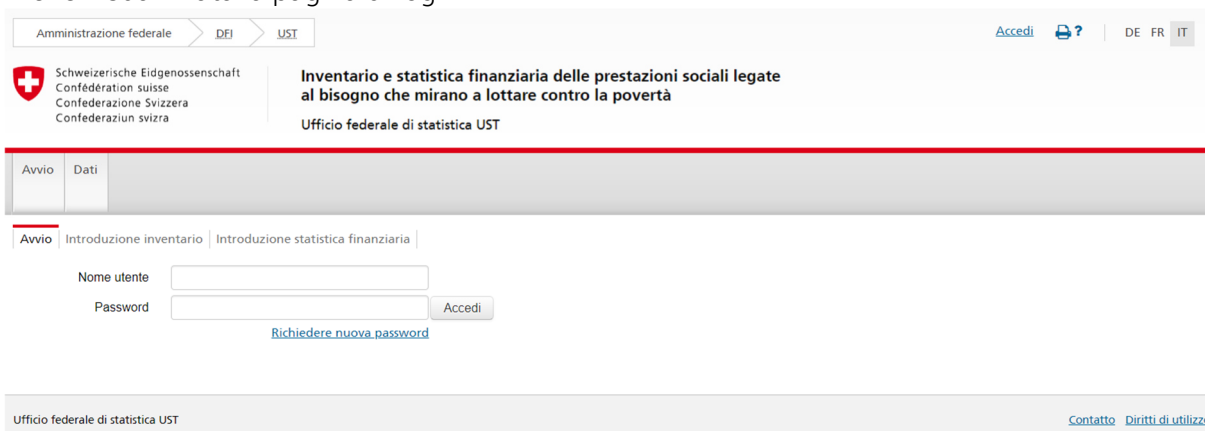 Amministrazione federale DFI UST
Accedi ? DE FR IT
Schweizerische Eidgenossenschaft
Confédération suisse
Confederazione Svizzera
Confederaziun svizra
Inventario e statistica finanziaria delle prestazioni sociali legate
al bisogno che mirano a lottare contro la povertà
Ufficio federale di statistica UST
Avvio Dati
Avvio Introduzione inventario Introduzione statistica finanziaria
Nome utente
Password Accedi
Richiedere nuova password
Ufficio federale di statistica UST
Contatto Diritti di utilizzo